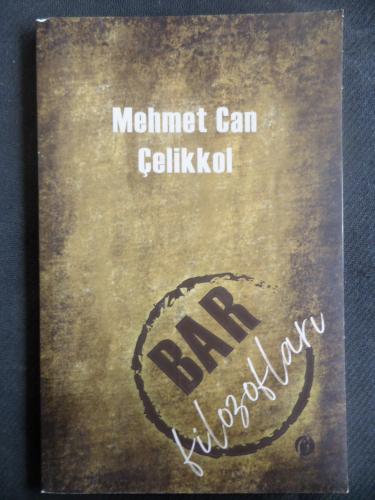 Mehmet Can
Çelikkol
BAR
filozofları